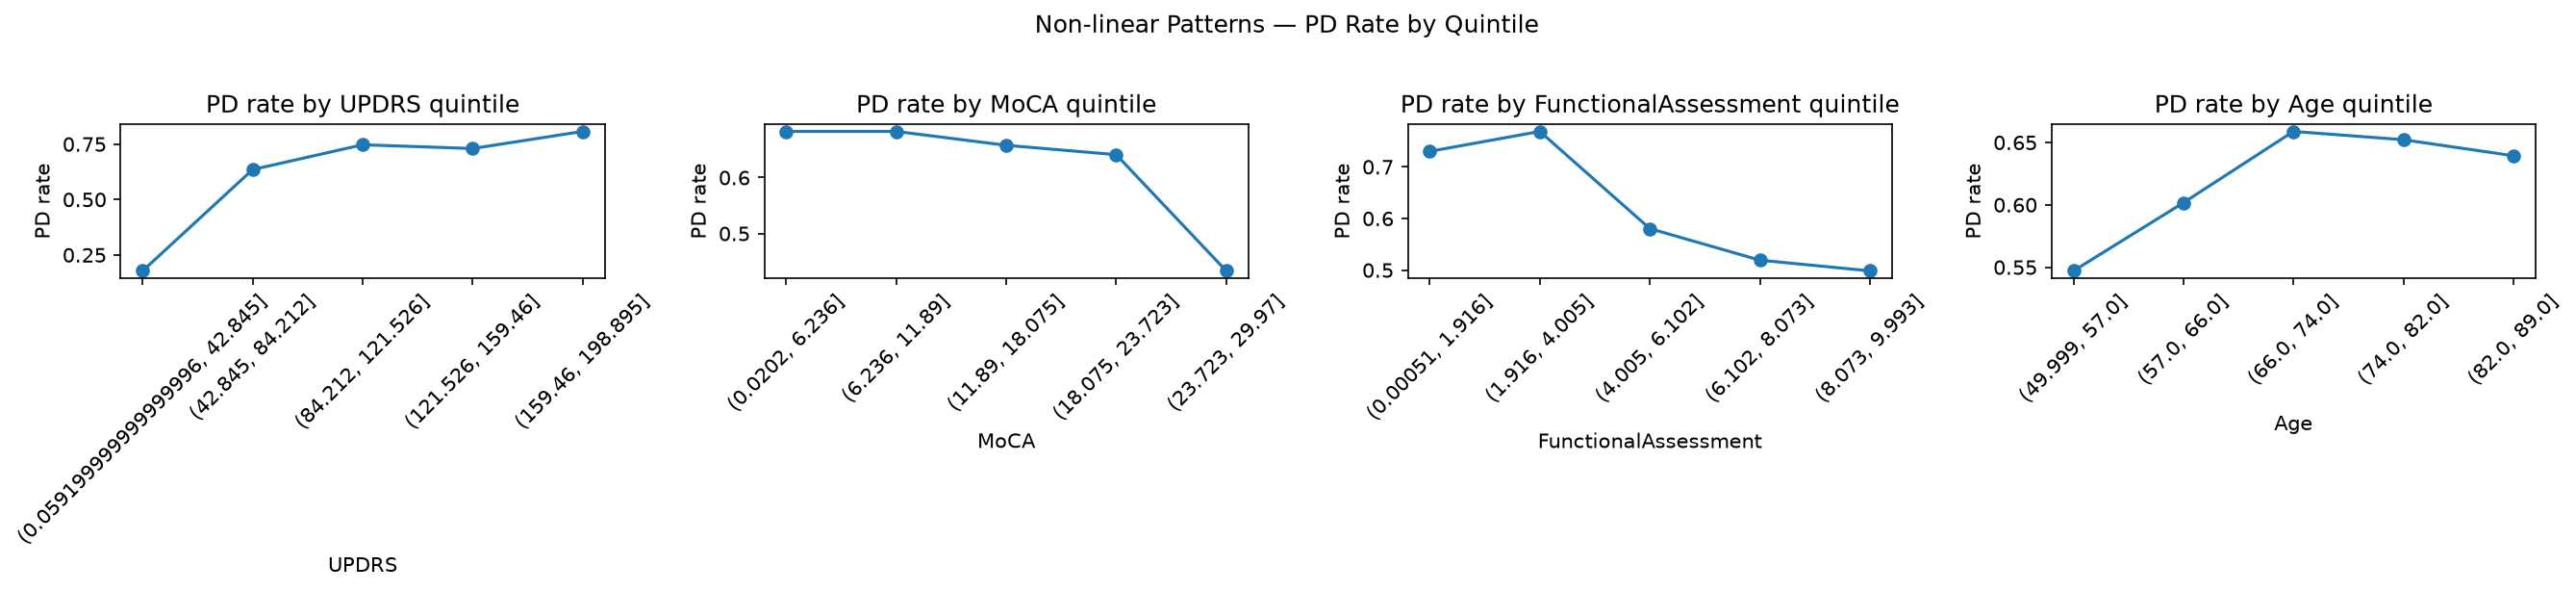 Non-linear Patterns — PD Rate by Quintile
PD rate by UPDRS quintile
PD rate
0.75
0.50
0.25
(0.05919999999999996, 42.845]
(42.845, 84.212]
(84.212, 121.526]
(121.526, 159.46]
(159.46, 198.895]
UPDRS
PD rate by MoCA quintile
PD rate
0.6
0.5
(0.0202, 6.236]
(6.236, 11.89]
(11.89, 18.075]
(18.075, 23.723]
(23.723, 29.97]
MoCA
PD rate by FunctionalAssessment quintile
PD rate
0.7
0.6
0.5
(0.00051, 1.916]
(1.916, 4.005]
(4.005, 6.102]
(6.102, 8.073]
(8.073, 9.993]
FunctionalAssessment
PD rate by Age quintile
PD rate
0.65
0.60
0.55
(49.999, 57.0]
(57.0, 66.0]
(66.0, 74.0]
(74.0, 82.0]
(82.0, 89.0]
Age